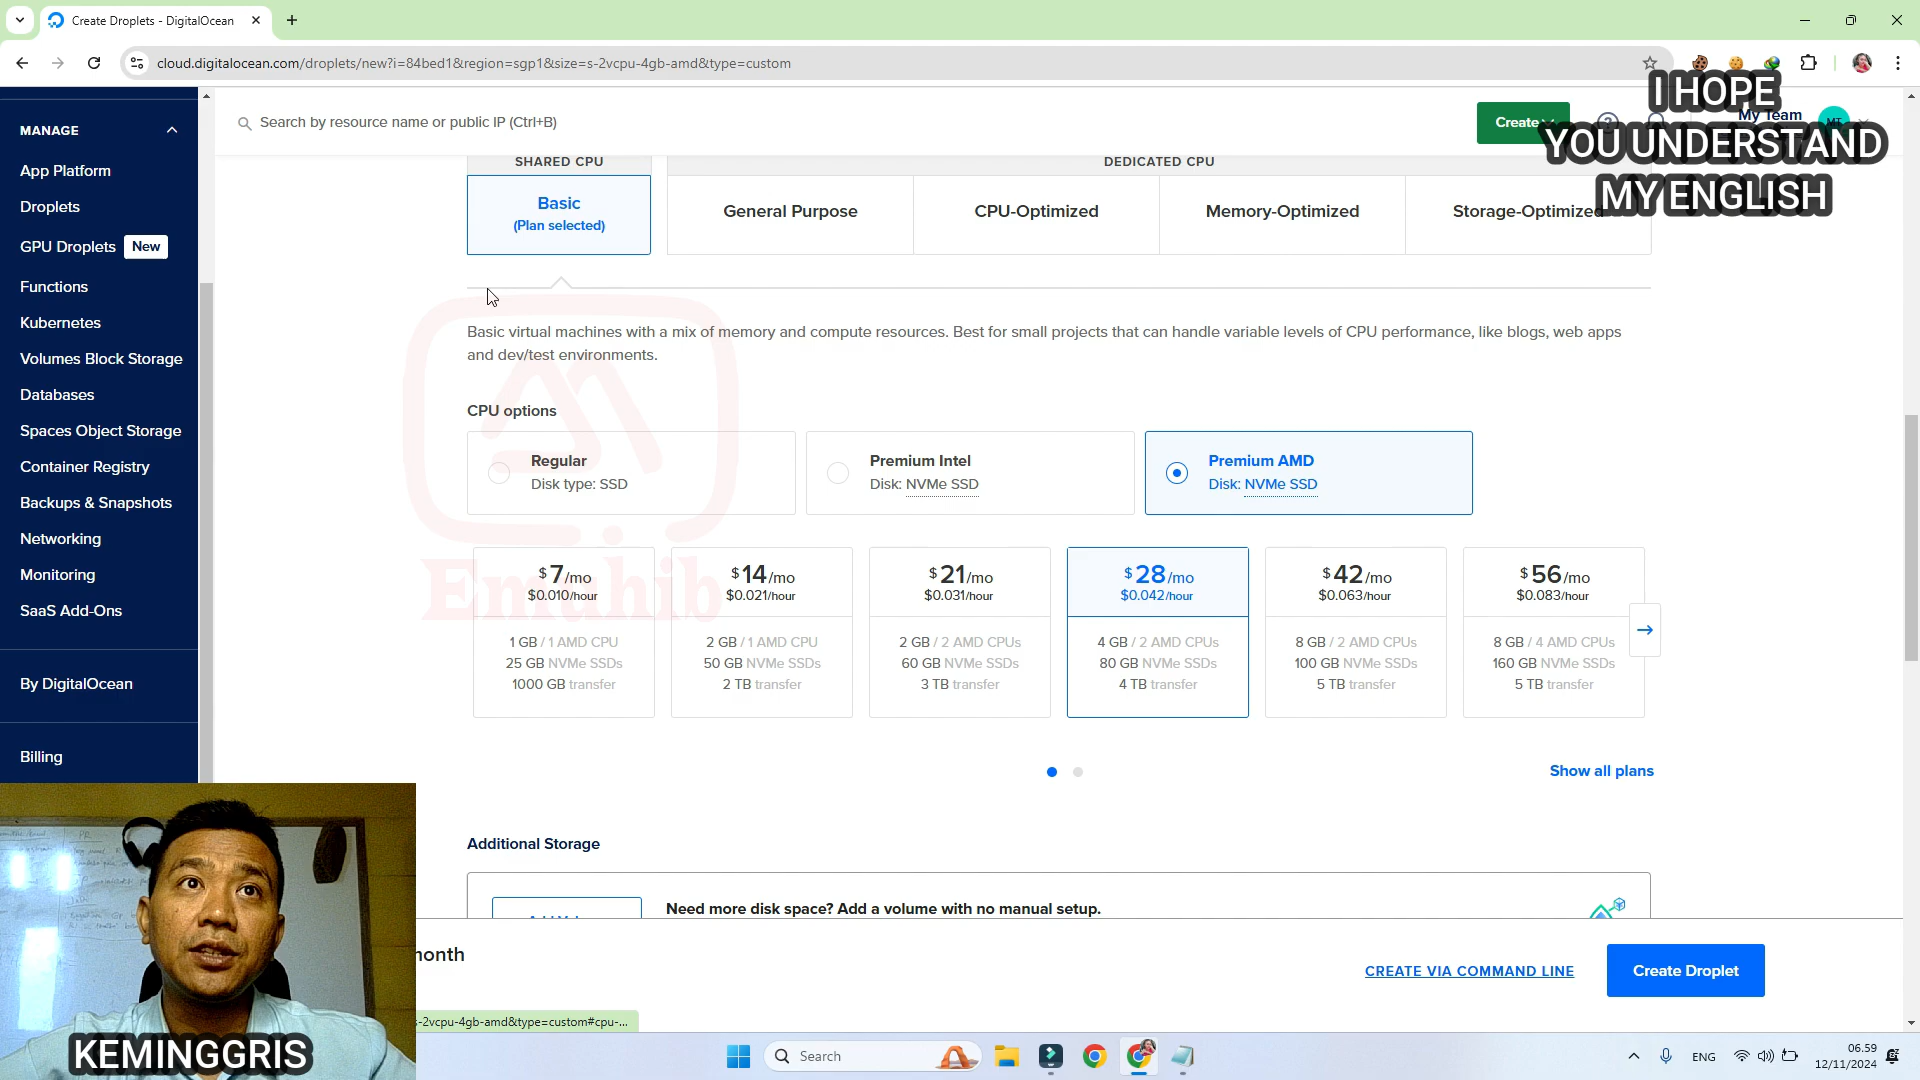 Create Droplets - DigitalOcean
cloud.digitalocean.com/droplets/new?i=84bed1&region=sgp1&size=s-2vcpu-4gb-amd&type=custom
I HOPE
YOU UNDERSTAND
MY ENGLISH
MANAGE
App Platform
Droplets
GPU Droplets New
Functions
Kubernetes
Volumes Block Storage
Databases
Spaces Object Storage
Container Registry
Backups & Snapshots
Networking
Monitoring
SaaS Add-Ons
By DigitalOcean
Billing
Search by resource name or public IP (Ctrl+B)
Create
My Team
MT
SHARED CPU
DEDICATED CPU
Basic
(Plan selected)
General Purpose
CPU-Optimized
Memory-Optimized
Storage-Optimized
Basic virtual machines with a mix of memory and compute resources. Best for small projects that can handle variable levels of CPU performance, like blogs, web apps
and dev/test environments.
CPU options
Regular
Disk type: SSD
Premium Intel
Disk: NVMe SSD
Premium AMD
Disk: NVMe SSD
$7/mo
$0.010/hour
1 GB / 1 AMD CPU
25 GB NVMe SSDs
1000 GB transfer
$14/mo
$0.021/hour
2 GB / 1 AMD CPU
50 GB NVMe SSDs
2 TB transfer
$21/mo
$0.031/hour
2 GB / 2 AMD CPUs
60 GB NVMe SSDs
3 TB transfer
$28/mo
$0.042/hour
4 GB / 2 AMD CPUs
80 GB NVMe SSDs
4 TB transfer
$42/mo
$0.063/hour
8 GB / 2 AMD CPUs
100 GB NVMe SSDs
5 TB transfer
$56/mo
$0.083/hour
8 GB / 4 AMD CPUs
160 GB NVMe SSDs
5 TB transfer
Emuhib
Show all plans
Additional Storage
Need more disk space? Add a volume with no manual setup.
month
CREATE VIA COMMAND LINE
Create Droplet
s-2vcpu-4gb-amd&type=custom#cpu-...
KEMINGGRIS
Search
ENG
06.59
12/11/2024